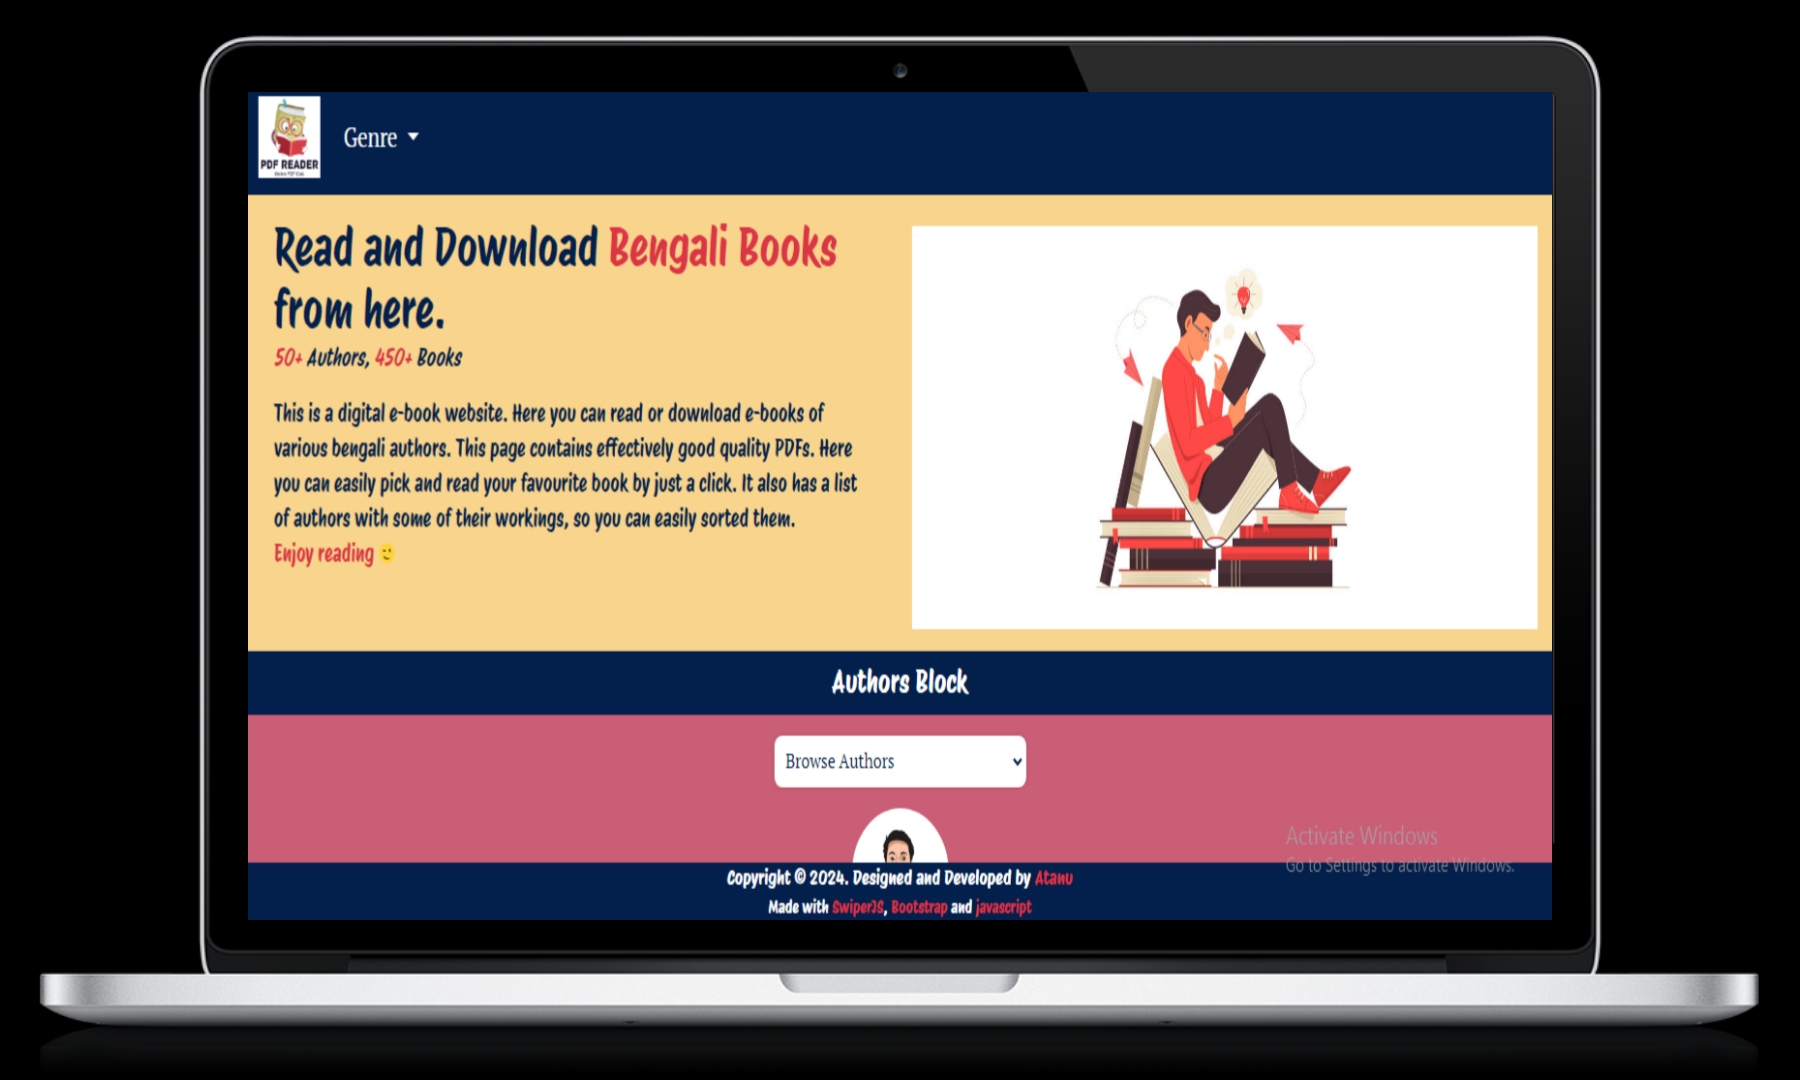 PDF READER
Genre
Read and Download Bengali Books
from here.
50+ Authors, 450+ Books
This is a digital e-book website. Here you can read or download e-books of
various bengali authors. This page contains effectively good quality PDFs. Here
you can easily pick and read your favourite book by just a click. It also has a list
of authors with some of their workings, so you can easily sorted them.
Enjoy reading 😉
Authors Block
Browse Authors
Activate Windows
Go to Settings to activate Windows.
Copyright © 2024. Designed and Developed by Atanu
Made with SwiperJS, Bootstrap and javascript